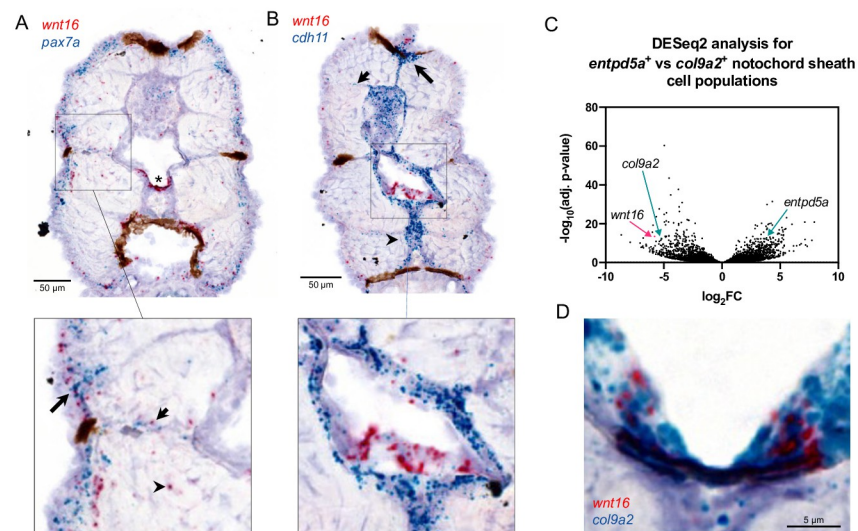 A
wnt16
pax7a
*
50 μm
B
wnt16
cdh11
50 μm
C
DESeq2 analysis for
entpd5a⁺ vs col9a2⁺ notochord sheath
cell populations
-log₁₀(adj. p-value)
80
60
40
20
0
col9a2
wnt16
entpd5a
-10
-5
0
5
10
log₂FC
D
wnt16
col9a2
5 μm